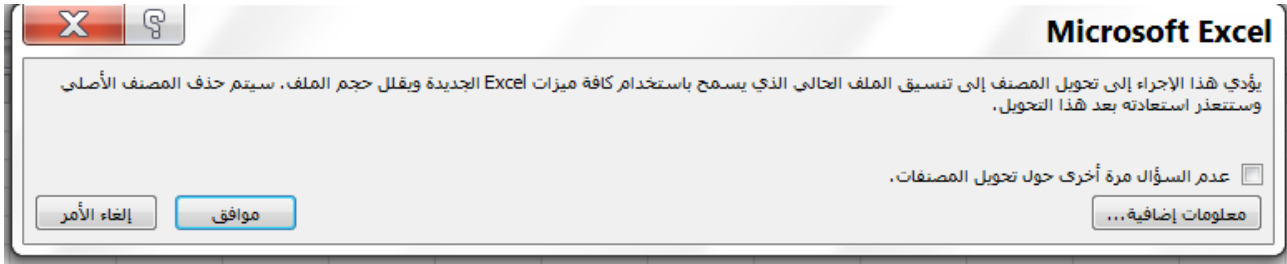 Microsoft Excel
يؤدي هذا الإجراء إلى تحويل المصنف إلى تنسيق الملف الحالي الذي يسمح باستخدام كافة ميزات Excel الجديدة ويقلل حجم الملف. سيتم حذف المصنف الأصلي
وستتعذر استعادته بعد هذا التحويل.
عدم السؤال مرة أخرى حول تحويل المصنفات.
معلومات إضافية...
موافق
إلغاء الأمر